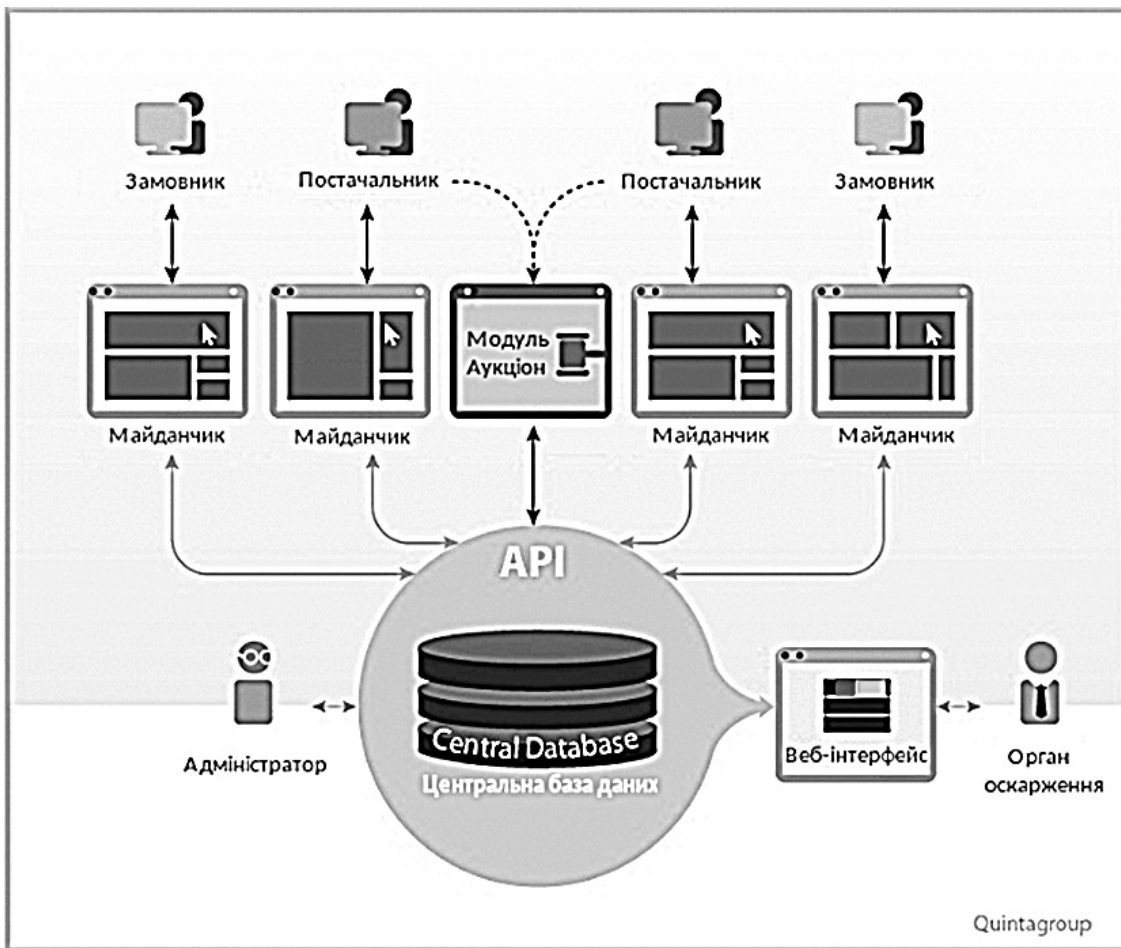 Замовник
Постачальник
Постачальник
Замовник
Модуль
Аукціон
Майданчик
Майданчик
Майданчик
Майданчик
API
Central Database
Центральна база даних
Адміністратор
Веб-інтерфейс
Орган
оскарження
Quintagroup